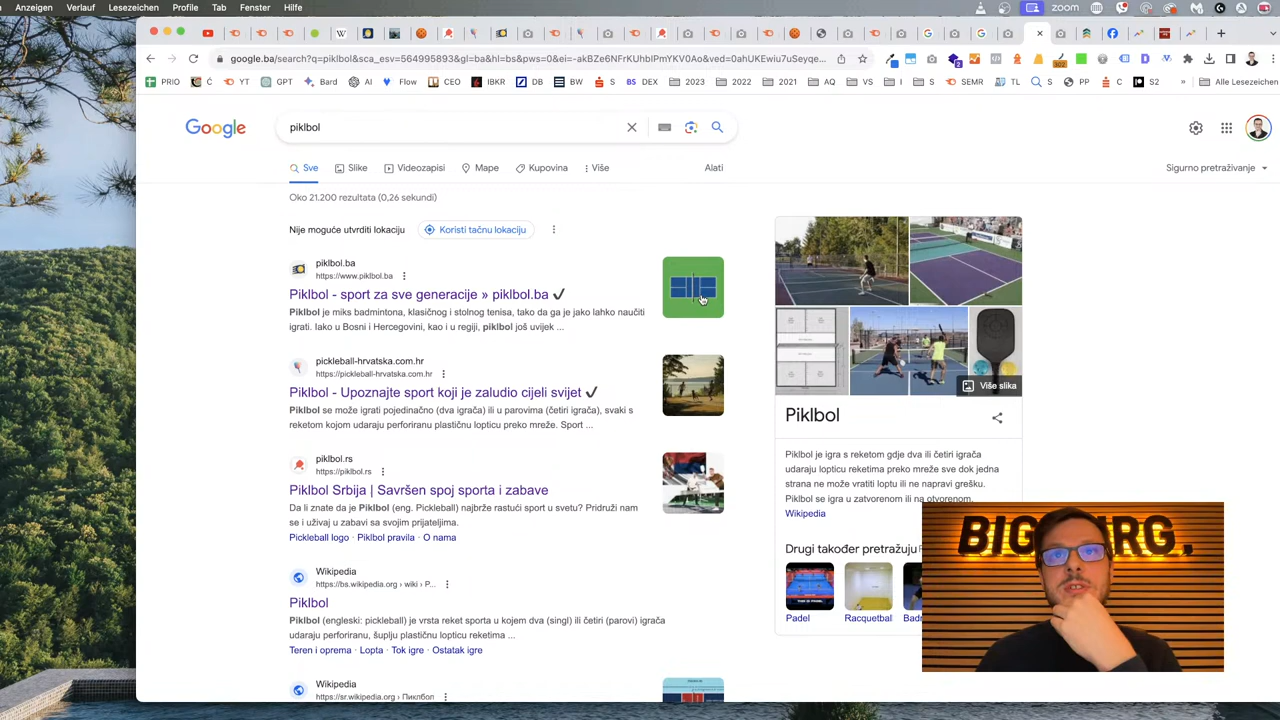 Anzeigen Verlauf Lesezeichen Profile Tab Fenster Hilfe
google.ba/search?q=piklbol&sca_esv=564995893&gl=ba&hl=bs&pws=0&ei=-akBZe6NFrKUhbIPmYKV0Ao&ved=0ahUKEwiu7uSeyqe...
PRIO Ć YT GPT Bard AI Flow CEO IBKR DB BW S DEX 2023 2022 2021 AQ VS I S SEMR TL S PP C S2 » Alle Lesezeichen
Google piklbol
Sve Slike Videozapisi Mape Kupovina Više Alati Sigurno pretraživanje
Oko 21.200 rezultata (0,26 sekundi)
Nije moguće utvrditi lokaciju Koristi tačnu lokaciju
piklbol.ba
https://www.piklbol.ba
Piklbol - sport za sve generacije » piklbol.ba ✔
Piklbol je miks badmintona, klasičnog i stolnog tenisa, tako da ga je jako lahko naučiti
igrati. Iako u Bosni i Hercegovini, kao i u regiji, piklbol još uvijek ...
pickleball-hrvatska.com.hr
https://pickleball-hrvatska.com.hr
Piklbol - Upoznajte sport koji je zaludio cijeli svijet ✔
Piklbol se može igrati pojedinačno (dva igrača) ili u parovima (četiri igrača), svaki s
reketom kojom udaraju perforiranu plastičnu lopticu preko mreže. Sport ...
piklbol.rs
https://piklbol.rs
Piklbol Srbija | Savršen spoj sporta i zabave
Da li znate da je Piklbol (eng. Pickleball) najbrže rastući sport u svetu? Pridruži nam
se i uživaj u zabavi sa svojim prijateljima.
Pickleball logo · Piklbol pravila · O nama
Wikipedia
https://bs.wikipedia.org › wiki › P...
Piklbol
Piklbol (engleski: pickleball) je vrsta reket sporta u kojem dva (singl) ili četiri (parovi) igrača
udaraju perforiranu, šuplju plastičnu lopticu reketima ...
Teren i oprema · Lopta · Tok igre · Ostatak igre
Wikipedia
https://sr.wikipedia.org › Пиклбол
Više slika
Piklbol
Piklbol je igra s reketom gdje dva ili četiri igrača
udaraju lopticu reketima preko mreže sve dok jedna
strana ne može vratiti loptu ili ne napravi grešku.
Piklbol se igra u zatvorenom ili na otvorenom.
Wikipedia
Drugi također pretražuju
Padel Racquetbal